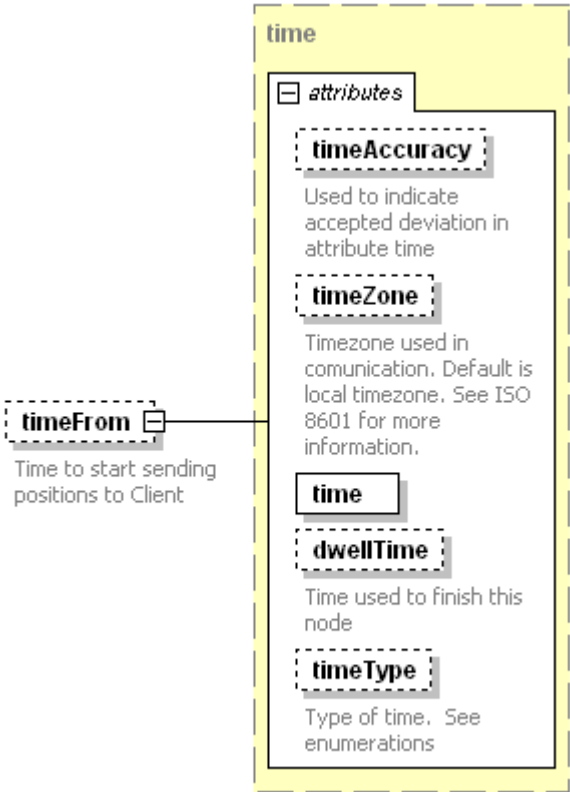 time
attributes
timeAccuracy
Used to indicate
accepted deviation in
attribute time
timeZone
Timezone used in
comunication. Default is
local timezone. See ISO
8601 for more
information.
timeFrom
Time to start sending
positions to Client
time
dwellTime
Time used to finish this
node
timeType
Type of time. See
enumerations